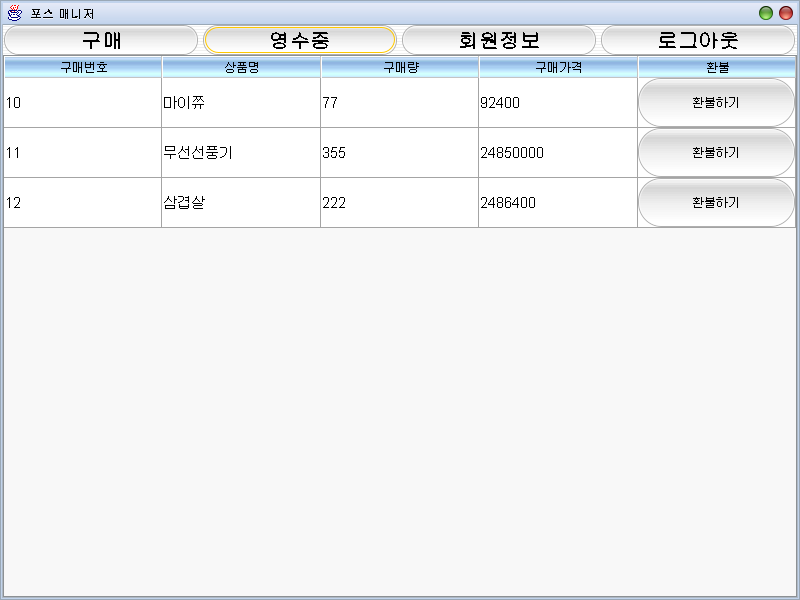 포스 매니저
구매 영수증 회원정보 로그아웃
구매번호 상품명 구매량 구매가격 환불
10 마이쮸 77 92400 환불하기
11 무선선풍기 355 24850000 환불하기
12 삼겹살 222 2486400 환불하기